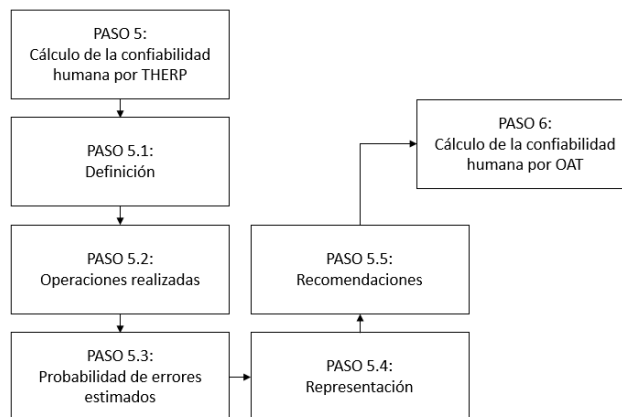 PASO 5:
Cálculo de la confiabilidad
humana por THERP
PASO 5.1:
Definición
PASO 5.2:
Operaciones realizadas
PASO 5.3:
Probabilidad de errores
estimados
PASO 5.4:
Representación
PASO 5.5:
Recomendaciones
PASO 6:
Cálculo de la confiabilidad
humana por OAT